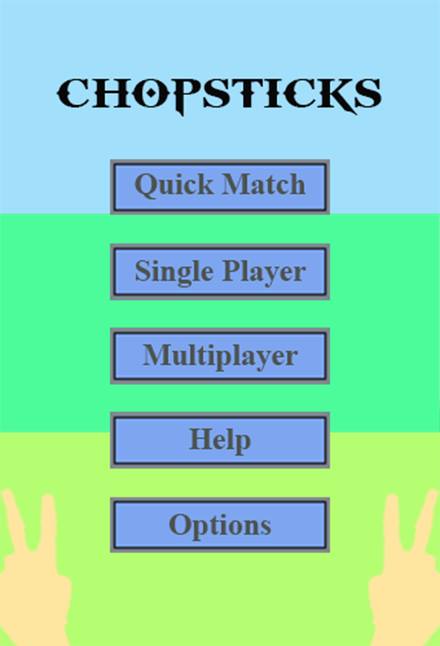 CHOPSTICKS
Quick Match
Single Player
Multiplayer
Help
Options